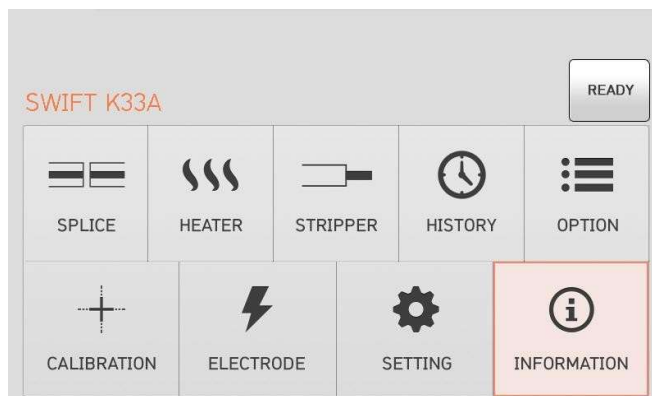 READY
SWIFT K33A
SPLICE
HEATER
STRIPPER
HISTORY
OPTION
CALIBRATION
ELECTRODE
SETTING
INFORMATION